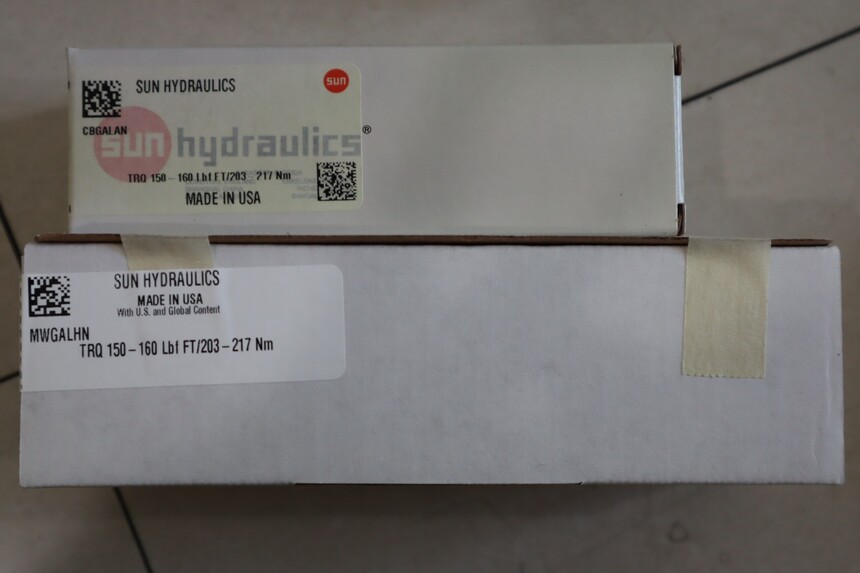 SUN HYDRAULICS
sun
CBGALAN
sun hydraulics®
TRQ 150-160 Lbf FT/203-217 Nm
MADE IN USA
SUN HYDRAULICS
MADE IN USA
With U.S. and Global Content
MWGALHN
TRQ 150-160 Lbf FT/203-217 Nm